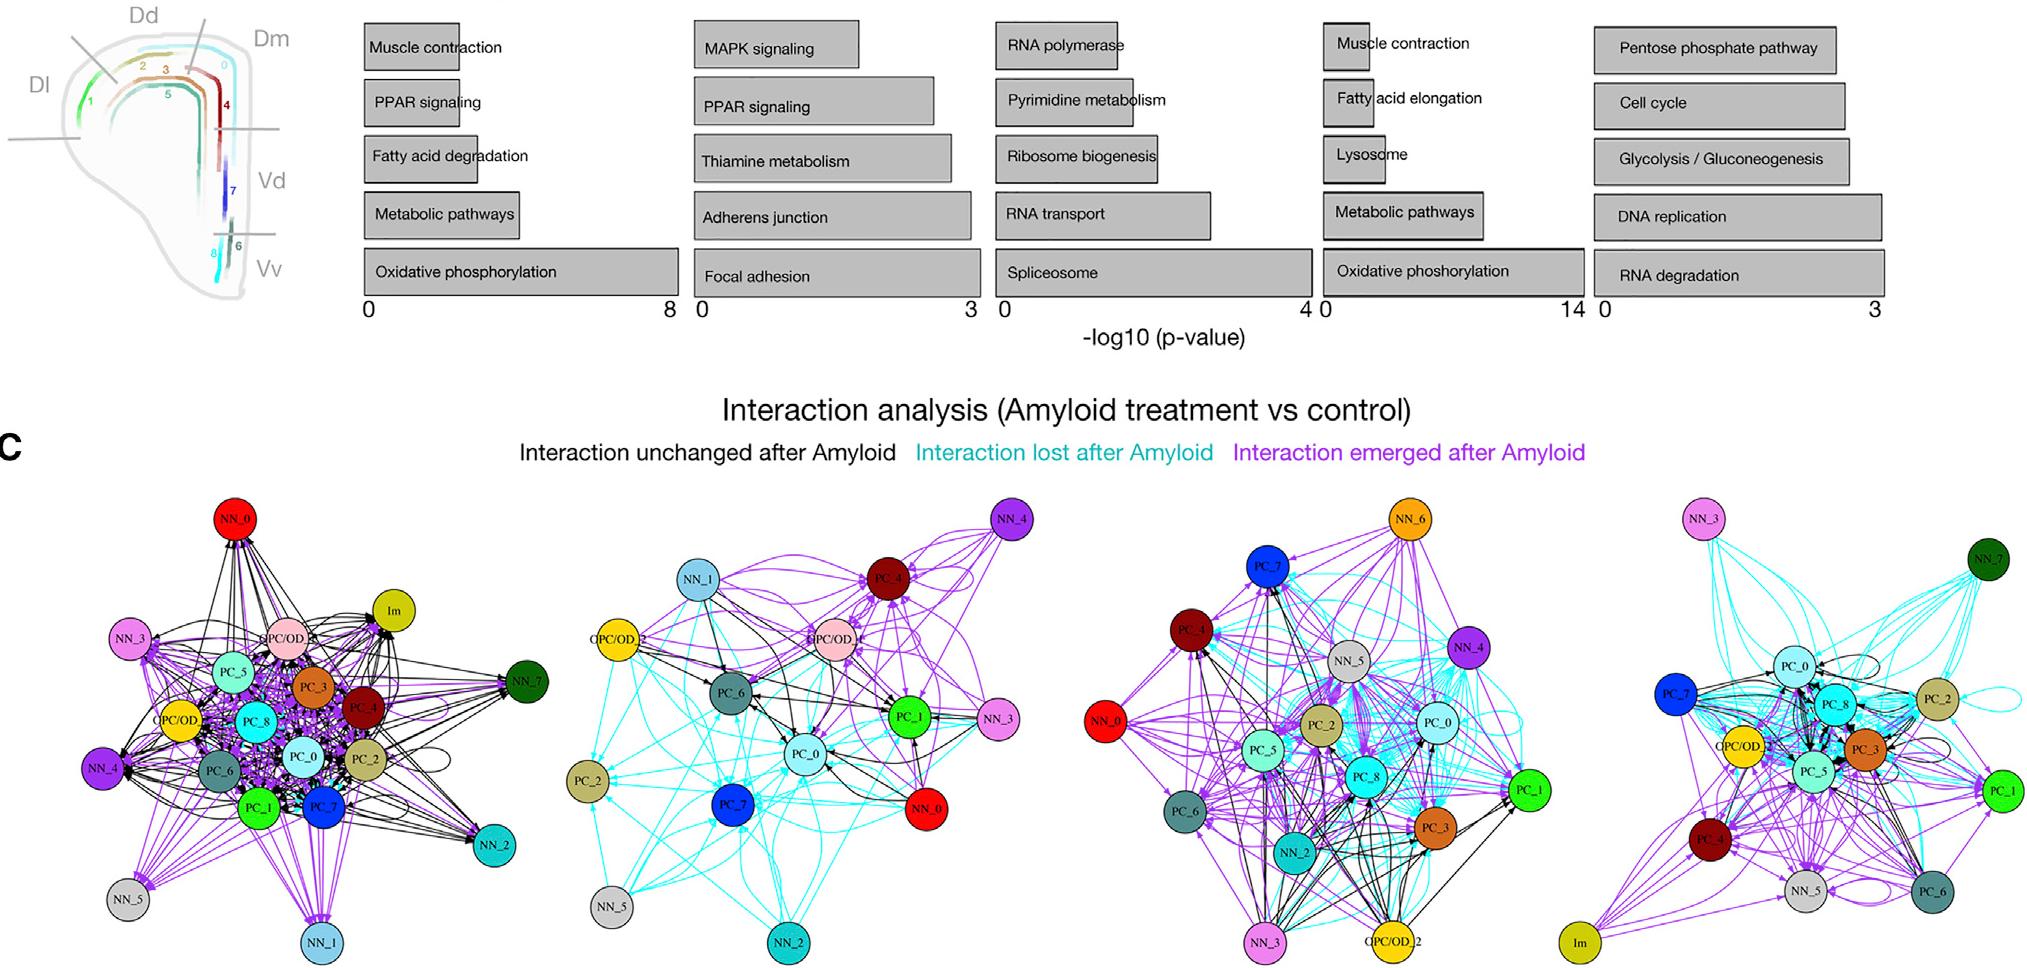 Dd
Dm
Dl
Vd
Vv
0
1
2
3
4
5
6
7
8
Muscle contraction
PPAR signaling
Fatty acid degradation
Metabolic pathways
Oxidative phosphorylation
0 8
MAPK signaling
PPAR signaling
Thiamine metabolism
Adherens junction
Focal adhesion
0 3
RNA polymerase
Pyrimidine metabolism
Ribosome biogenesis
RNA transport
Spliceosome
0 4
Muscle contraction
Fatty acid elongation
Lysosome
Metabolic pathways
Oxidative phoshorylation
0 14
Pentose phosphate pathway
Cell cycle
Glycolysis / Gluconeogenesis
DNA replication
RNA degradation
0 3
-log10 (p-value)
C
Interaction analysis (Amyloid treatment vs control)
Interaction unchanged after Amyloid Interaction lost after Amyloid Interaction emerged after Amyloid
NN_0
Im
NN_3
OPC/OD_
PC_5
PC_3
NN_7
PC_4
OPC/OD_
PC_8
PC_0
PC_2
NN_4
PC_6
PC_1
PC_7
NN_2
NN_5
NN_1
NN_4
NN_1
PC_4
OPC/OD_2
OPC/OD_
PC_6
PC_1
NN_3
PC_0
PC_2
PC_7
NN_0
NN_5
NN_2
NN_6
PC_7
PC_4
NN_4
NN_5
NN_0
PC_2
PC_0
PC_5
PC_8
PC_1
PC_6
PC_3
NN_2
NN_3
OPC/OD_2
NN_3
NN_7
PC_0
PC_7
PC_8
PC_2
OPC/OD_2
PC_3
PC_5
PC_1
PC_4
NN_5
PC_6
Im